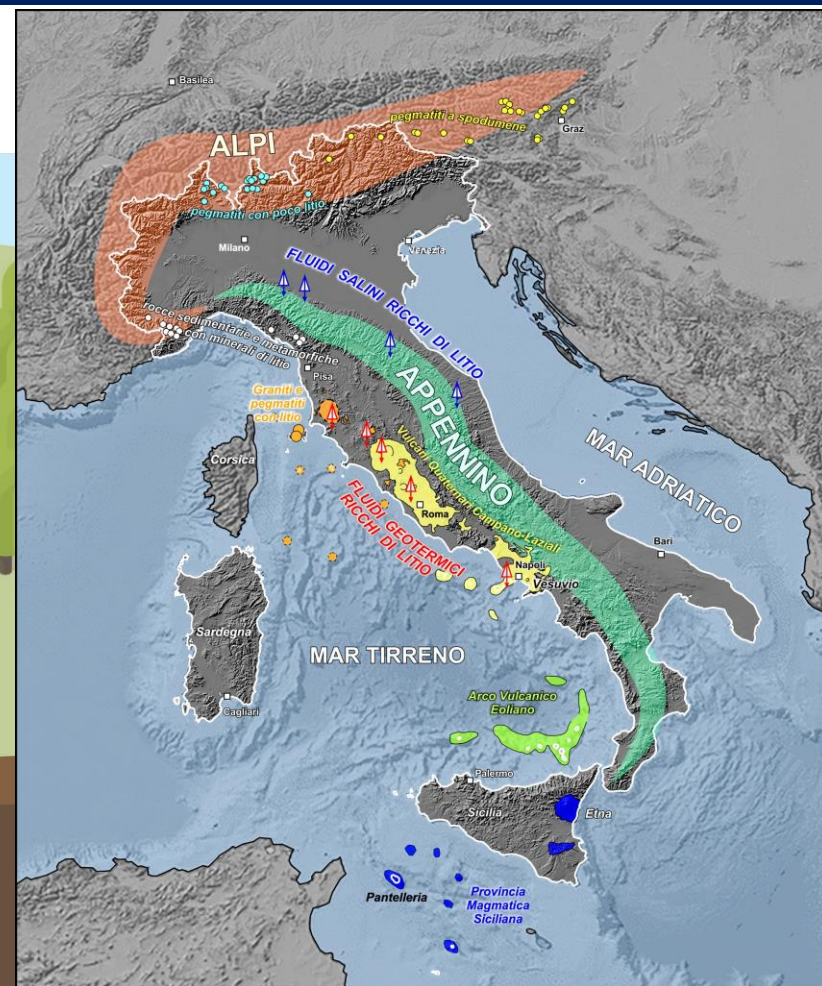 Basilea
pegmatiti a spodumene
Graz
ALPI
pegmatiti con poco litio
Milano
Venezia
FLUIDI SALINI RICCHI DI LITIO
rocce sedimentarie e metamorfiche
con minerali di litio
Pisa
Graniti e
pegmatiti
con litio
APPENNINO
Corsica
MAR ADRIATICO
Vulcani Quaternari Campano-Laziali
Roma
FLUIDI GEOTERMICI
RICCHI DI LITIO
Bari
Napoli
Vesuvio
Sardegna
MAR TIRRENO
Cagliari
Arco Vulcanico
Eoliano
Palermo
Sicilia
Etna
Pantelleria
Provincia
Magmatica
Siciliana